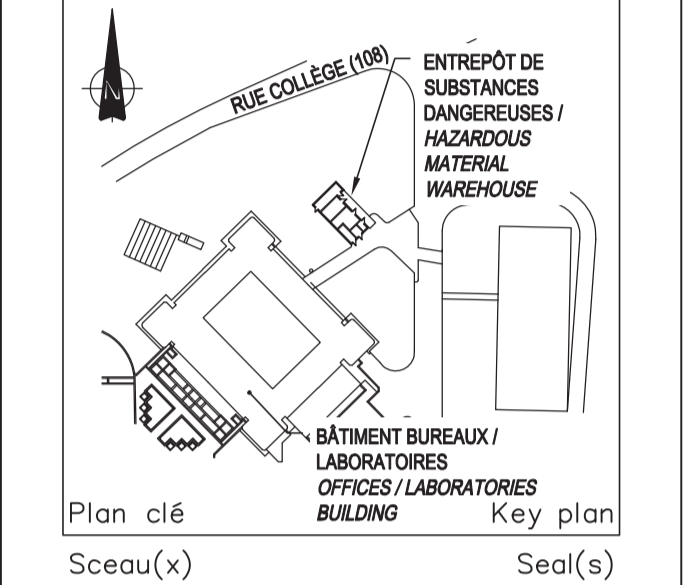 N
RUE COLLÈGE (108)
ENTREPÔT DE
SUBSTANCES
DANGEREUSES /
HAZARDOUS
MATERIAL
WAREHOUSE
BÂTIMENT BUREAUX /
LABORATOIRES
OFFICES / LABORATORIES
BUILDING
Plan clé Key plan
Sceau(x) Seal(s)